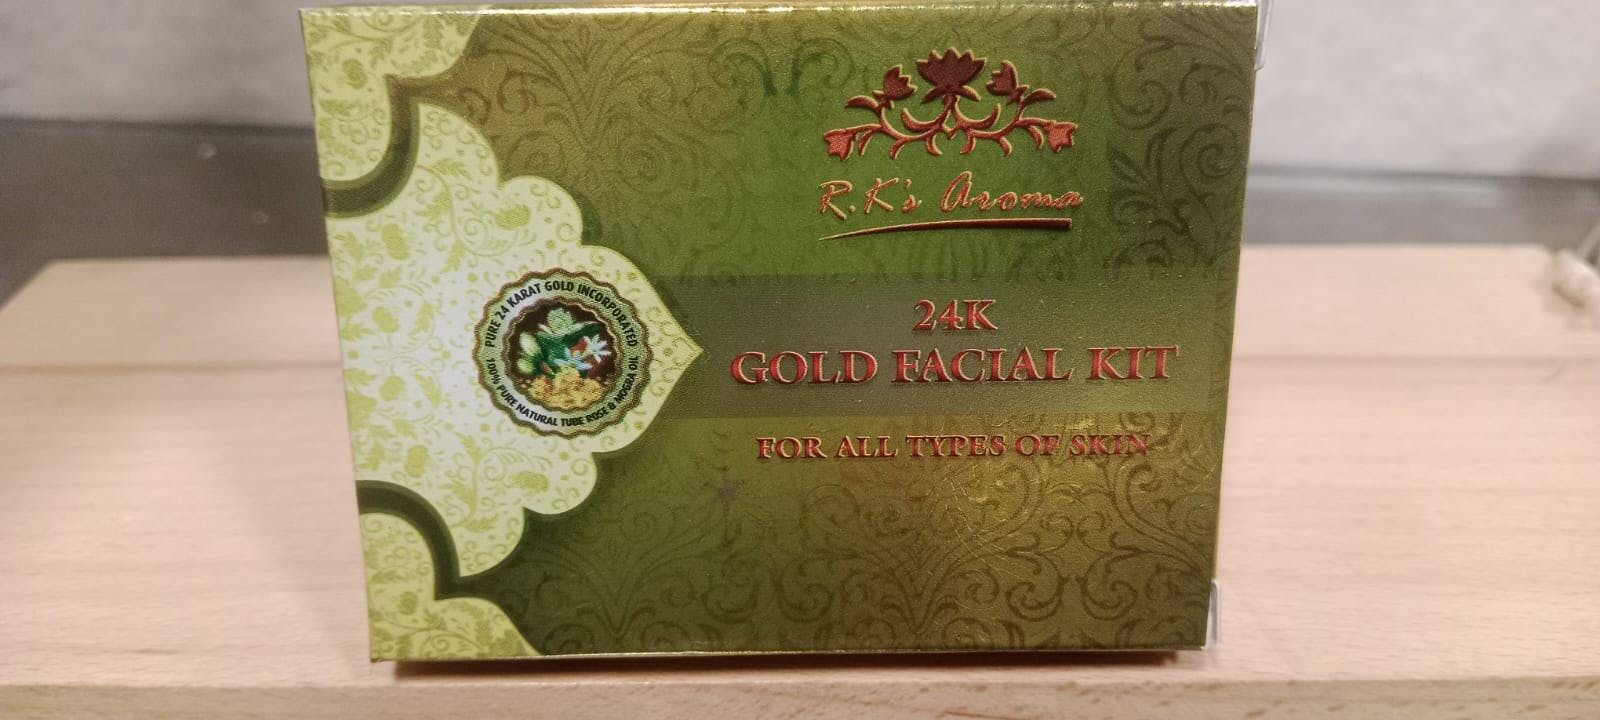 R.K's Aroma
24K
GOLD FACIAL KIT
FOR ALL TYPES OF SKIN
PURE 24 KARAT GOLD INCORPORATED
100% PURE NATURAL TUBE ROSE & MOGRA OIL